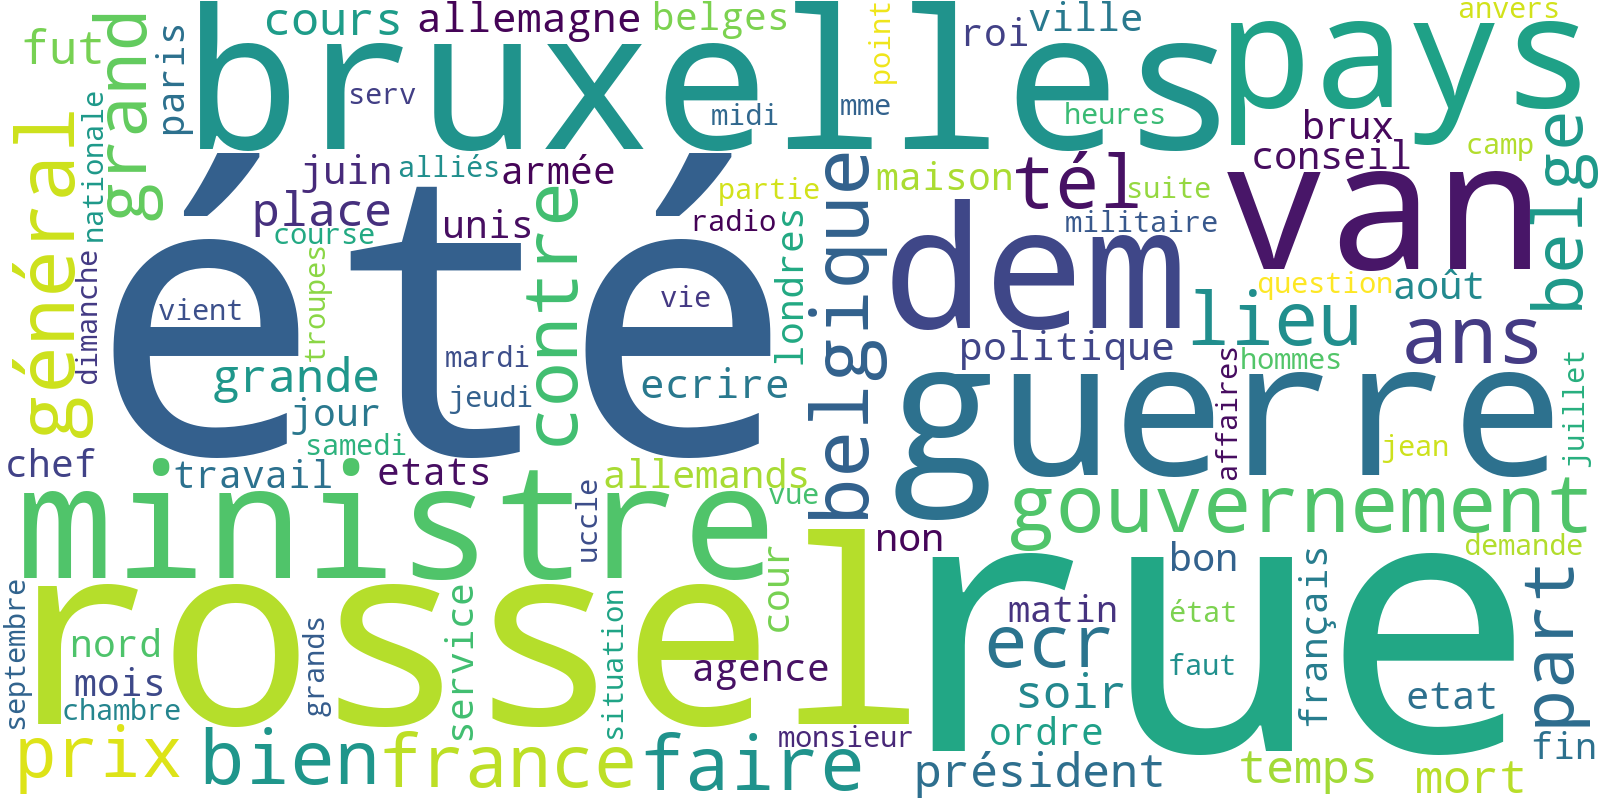 cours
allemagne
belges
point
roi
ville
anvers
fut
grand
paris
bruxelles
pays
serv
midi
mme
heures
brux
nationale
général
juin
alliés
armée
maison
tél
conseil
camp
belge
place
unis
partie
suite
van
course
contre
radio
militaire
été
belgique
dem
londres
dimanche
troupes
vient
vie
question
août
lieu
ans
mardi
politique
grande
jeudi
ecrire
guerre
affaires
hommes
juillet
jour
samedi
jean
chef
travail
etats
allemands
vue
ministre
uccle
gouvernement
non
demande
septembre
rosselrue
cour
bon
français
part
nord
grands
service
situation
matin
état
ecr
mois
agence
faut
chambre
soir
etat
prix
bien
france
faire
monsieur
ordre
président
temps
mort
fin